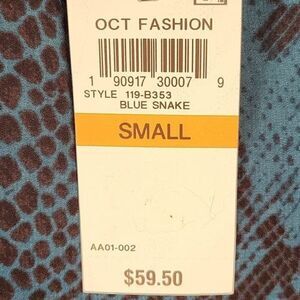 OCT FASHION
1 90917 30007 9
STYLE 119-B353
BLUE SNAKE
SMALL
AA01-002
$59.50